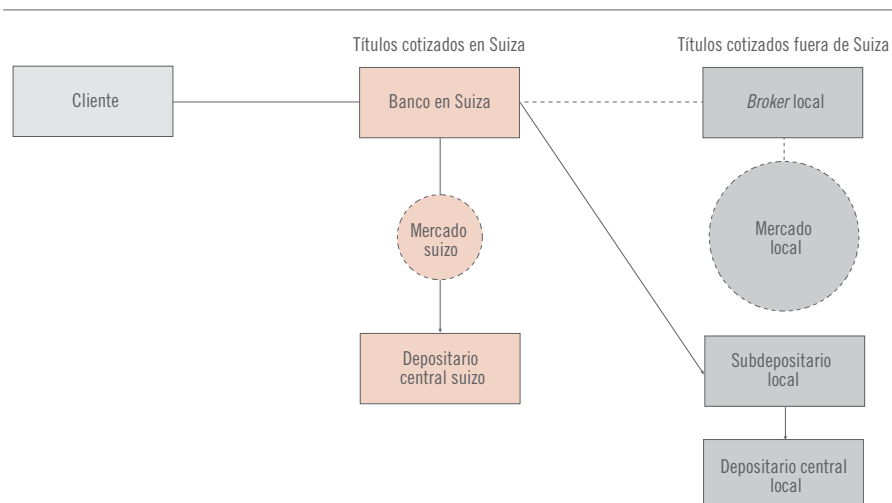 Títulos cotizados en Suiza
Títulos cotizados fuera de Suiza
Cliente
Banco en Suiza
Broker local
Mercado
suizo
Mercado
local
Depositario
central suizo
Subdepositario
local
Depositario central
local